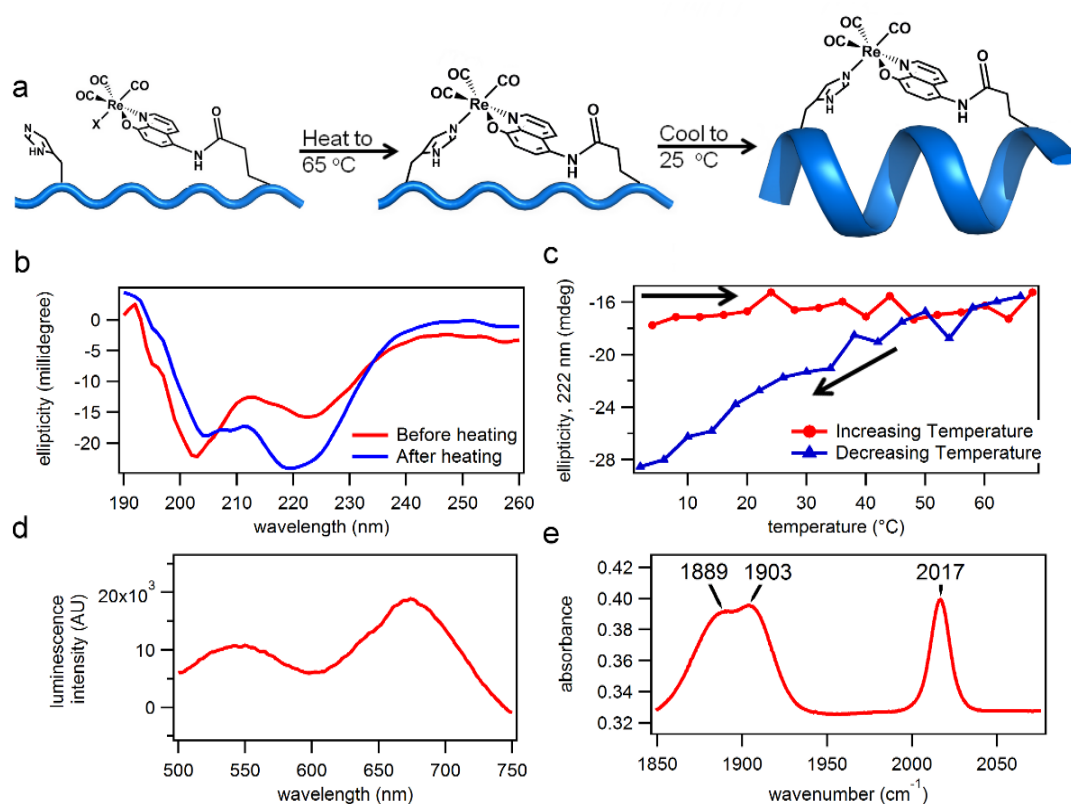 a
OC
OC
CO
Re
X
N
O
O
NH
N
HN
Heat to
65 °C
OC
OC
CO
Re
N
N
O
O
NH
HN
Cool to
25 °C
OC
OC
CO
Re
N
N
O
O
NH
HN
b
ellipticity (millidegree)
0
-5
-10
-15
-20
Before heating
After heating
190 200 210 220 230 240 250 260
wavelength (nm)
c
ellipticity, 222 nm (mdeg)
-16
-20
-24
-28
Increasing Temperature
Decreasing Temperature
10 20 30 40 50 60
temperature (°C)
d
luminescence
intensity (AU)
20x10³
10
0
500 550 600 650 700 750
wavelength (nm)
e
absorbance
0.42
0.40
0.38
0.36
0.34
0.32
1889 1903 2017
1850 1900 1950 2000 2050
wavenumber (cm⁻¹)